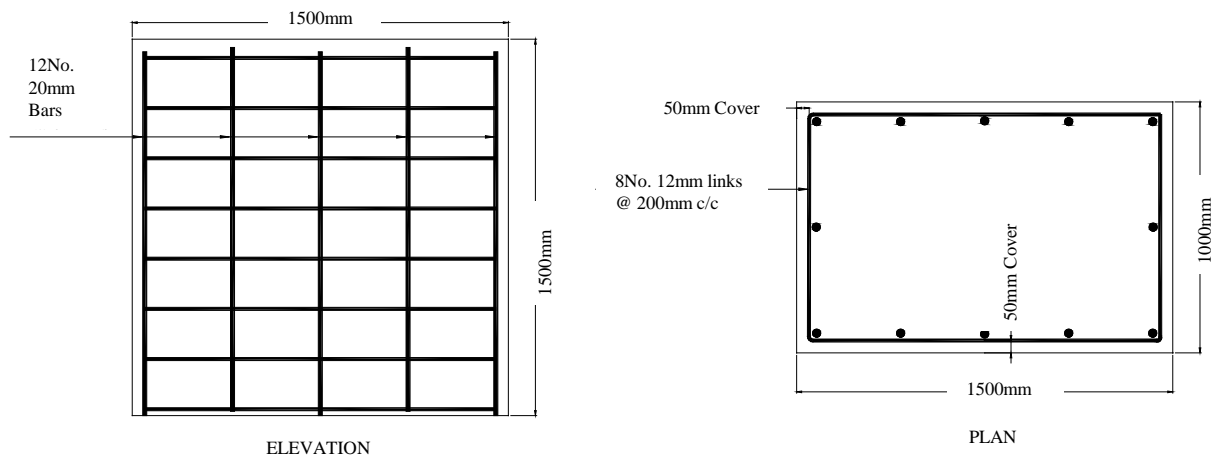 1500mm
12No.
20mm
Bars
1500mm
ELEVATION
50mm Cover
8No. 12mm links
@ 200mm c/c
50mm Cover
1000mm
1500mm
PLAN